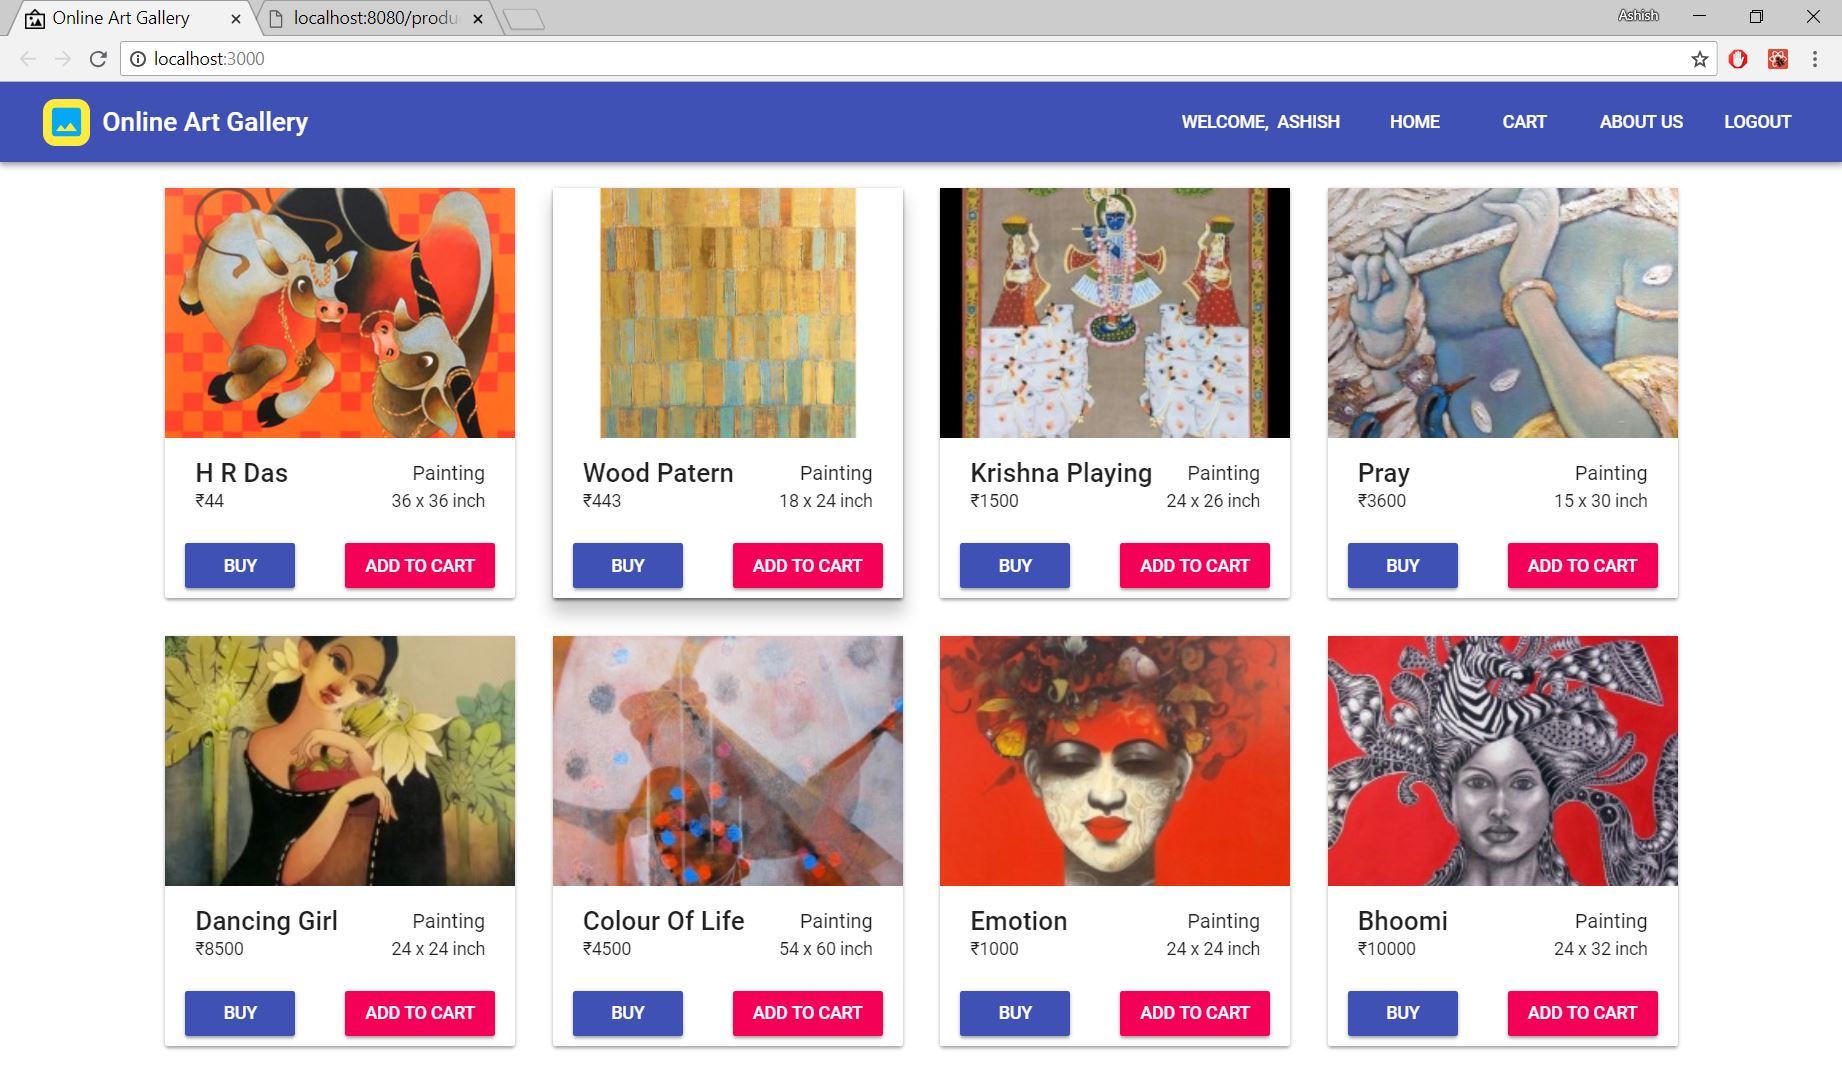 Online Art Gallery
localhost:8080/produ
Ashish
localhost:3000
Online Art Gallery
WELCOME, ASHISH HOME CART ABOUT US LOGOUT
H R Das Painting
₹44 36 x 36 inch
BUY ADD TO CART
Wood Patern Painting
₹443 18 x 24 inch
BUY ADD TO CART
Krishna Playing Painting
₹1500 24 x 26 inch
BUY ADD TO CART
Pray Painting
₹3600 15 x 30 inch
BUY ADD TO CART
Dancing Girl Painting
₹8500 24 x 24 inch
BUY ADD TO CART
Colour Of Life Painting
₹4500 54 x 60 inch
BUY ADD TO CART
Emotion Painting
₹1000 24 x 24 inch
BUY ADD TO CART
Bhoomi Painting
₹10000 24 x 32 inch
BUY ADD TO CART